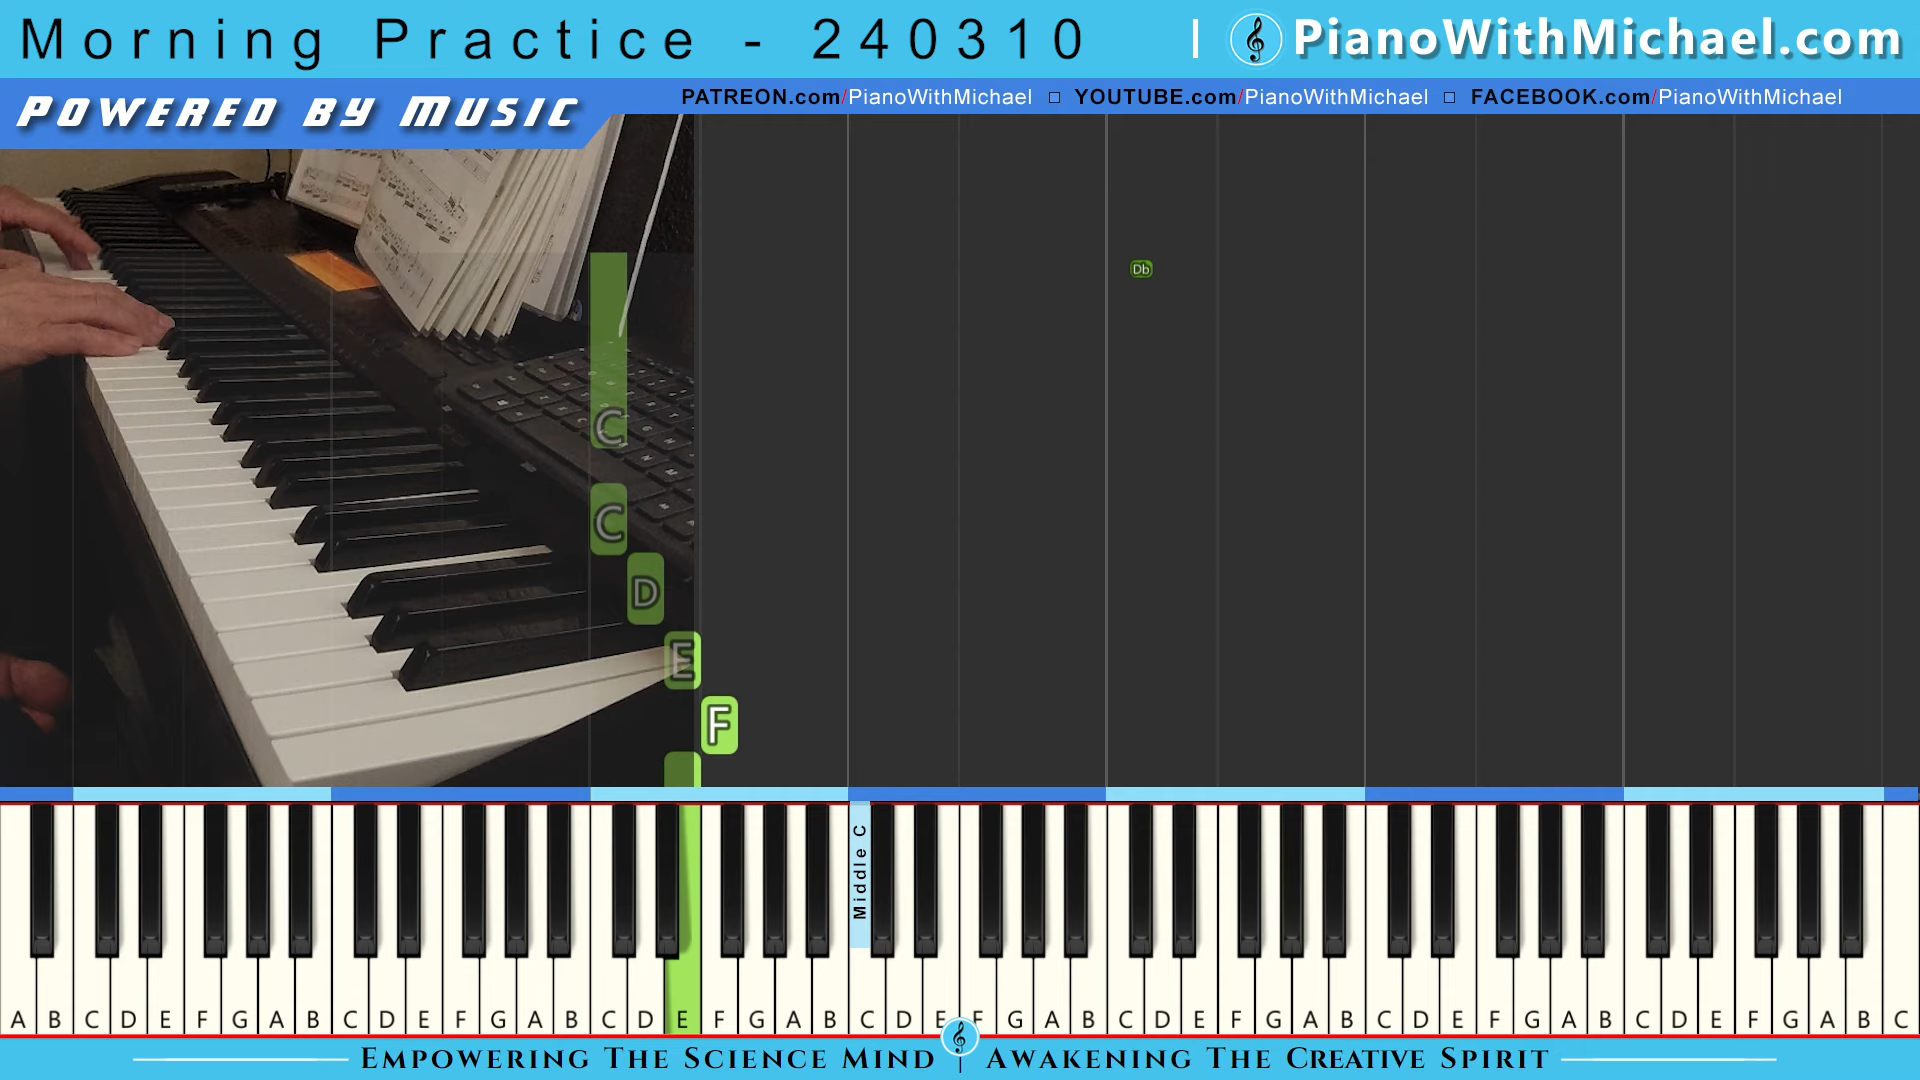 Morning Practice - 240310
PianoWithMichael.com
POWERED BY MUSIC
PATREON.com/PianoWithMichael □ YOUTUBE.com/PianoWithMichael □ FACEBOOK.com/PianoWithMichael
Db
C
C
D
E
F
Middle C
A B C D E F G A B C D E F G A B C D E F G A B C D E F G A B C D E F G A B C D E F G A B C D E F G A B C
EMPOWERING THE SCIENCE MIND | AWAKENING THE CREATIVE SPIRIT